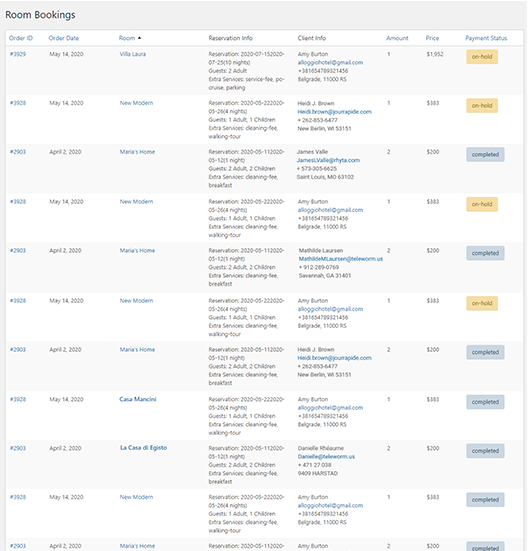 Room Bookings
Order ID Order Date Room Reservation Info Client Info Amount Price Payment Status
#3929 May 14, 2020 Villa Laura Reservation: 2020-07-152020- Amy Burton 1 $1,952 on-hold
07-25(10 nights) alloggiohotel@gmail.com
Guests: 2 Adult +381654789321456
Extra Services: service-fee, pc- Belgrade, 11000 RS
cruise, parking
#3928 May 14, 2020 New Modern Reservation: 2020-05-222020- Heidi J. Brown 1 $383 on-hold
05-26(4 nights) Heidi.brown@jourrapide.com
Guests: 1 Adult, 1 Children + 262-853-6477
Extra Services: cleaning-fee, New Berlin, WI 53151
walking-tour
#2903 April 2, 2020 Maria's Home Reservation: 2020-05-112020- James Valle 2 $200 completed
05-12(1 night) JamesLValle@rhyta.com
Guests: 2 Adult, 2 Children + 573-305-6625
Extra Services: cleaning-fee, Saint Louis, MO 63102
breakfast
#3928 May 14, 2020 New Modern Reservation: 2020-05-222020- Amy Burton 1 $383 on-hold
05-26(4 nights) alloggiohotel@gmail.com
Guests: 1 Adult, 1 Children +381654789321456
Extra Services: cleaning-fee, Belgrade, 11000 RS
walking-tour
#2903 April 2, 2020 Maria's Home Reservation: 2020-05-112020- Mathilde Laursen 2 $200 completed
05-12(1 night) MathildeMLaursen@teleworm.us
Guests: 2 Adult, 2 Children + 912-289-0769
Extra Services: cleaning-fee, Savannah, GA 31401
breakfast
#3928 May 14, 2020 New Modern Reservation: 2020-05-222020- Amy Burton 1 $383 on-hold
05-26(4 nights) alloggiohotel@gmail.com
Guests: 1 Adult, 1 Children +381654789321456
Extra Services: cleaning-fee, Belgrade, 11000 RS
walking-tour
#2903 April 2, 2020 Maria's Home Reservation: 2020-05-112020- Heidi J. Brown 2 $200 completed
05-12(1 night) Heidi.brown@jourrapide.com
Guests: 2 Adult, 2 Children + 262-853-6477
Extra Services: cleaning-fee, New Berlin, WI 53151
breakfast
#3928 May 14, 2020 Casa Mancini Reservation: 2020-05-222020- Amy Burton 1 $383 completed
05-26(4 nights) alloggiohotel@gmail.com
Guests: 1 Adult, 1 Children +381654789321456
Extra Services: cleaning-fee, Belgrade, 11000 RS
walking-tour
#2903 April 2, 2020 La Casa di Egisto Reservation: 2020-05-112020- Danielle Rhéaume 2 $200 completed
05-12(1 night) Danielle@teleworm.us
Guests: 2 Adult, 2 Children + 471 27 038
Extra Services: cleaning-fee, 9409 HARSTAD
breakfast
#3928 May 14, 2020 New Modern Reservation: 2020-05-222020- Amy Burton 1 $383 completed
05-26(4 nights) alloggiohotel@gmail.com
Guests: 1 Adult, 1 Children +381654789321456
Extra Services: cleaning-fee, Belgrade, 11000 RS
walking-tour
#2903 April 2, 2020 Maria's Home Reservation: 2020-05-112020- Amy Burton 2 $200 completed